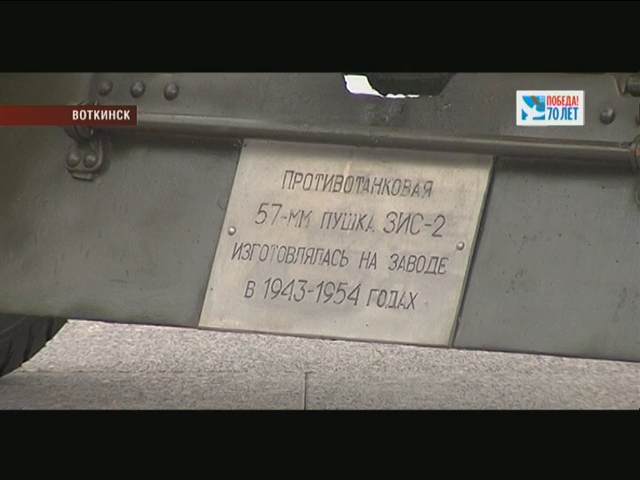 ВОТКИНСК
ПОБЕДА!
70 ЛЕТ
ПРОТИВОТАНКОВАЯ
57-ММ ПУШКА ЗИС-2
ИЗГОТОВЛЯЛАСЬ НА ЗАВОДЕ
В 1943-1954 ГОДАХ